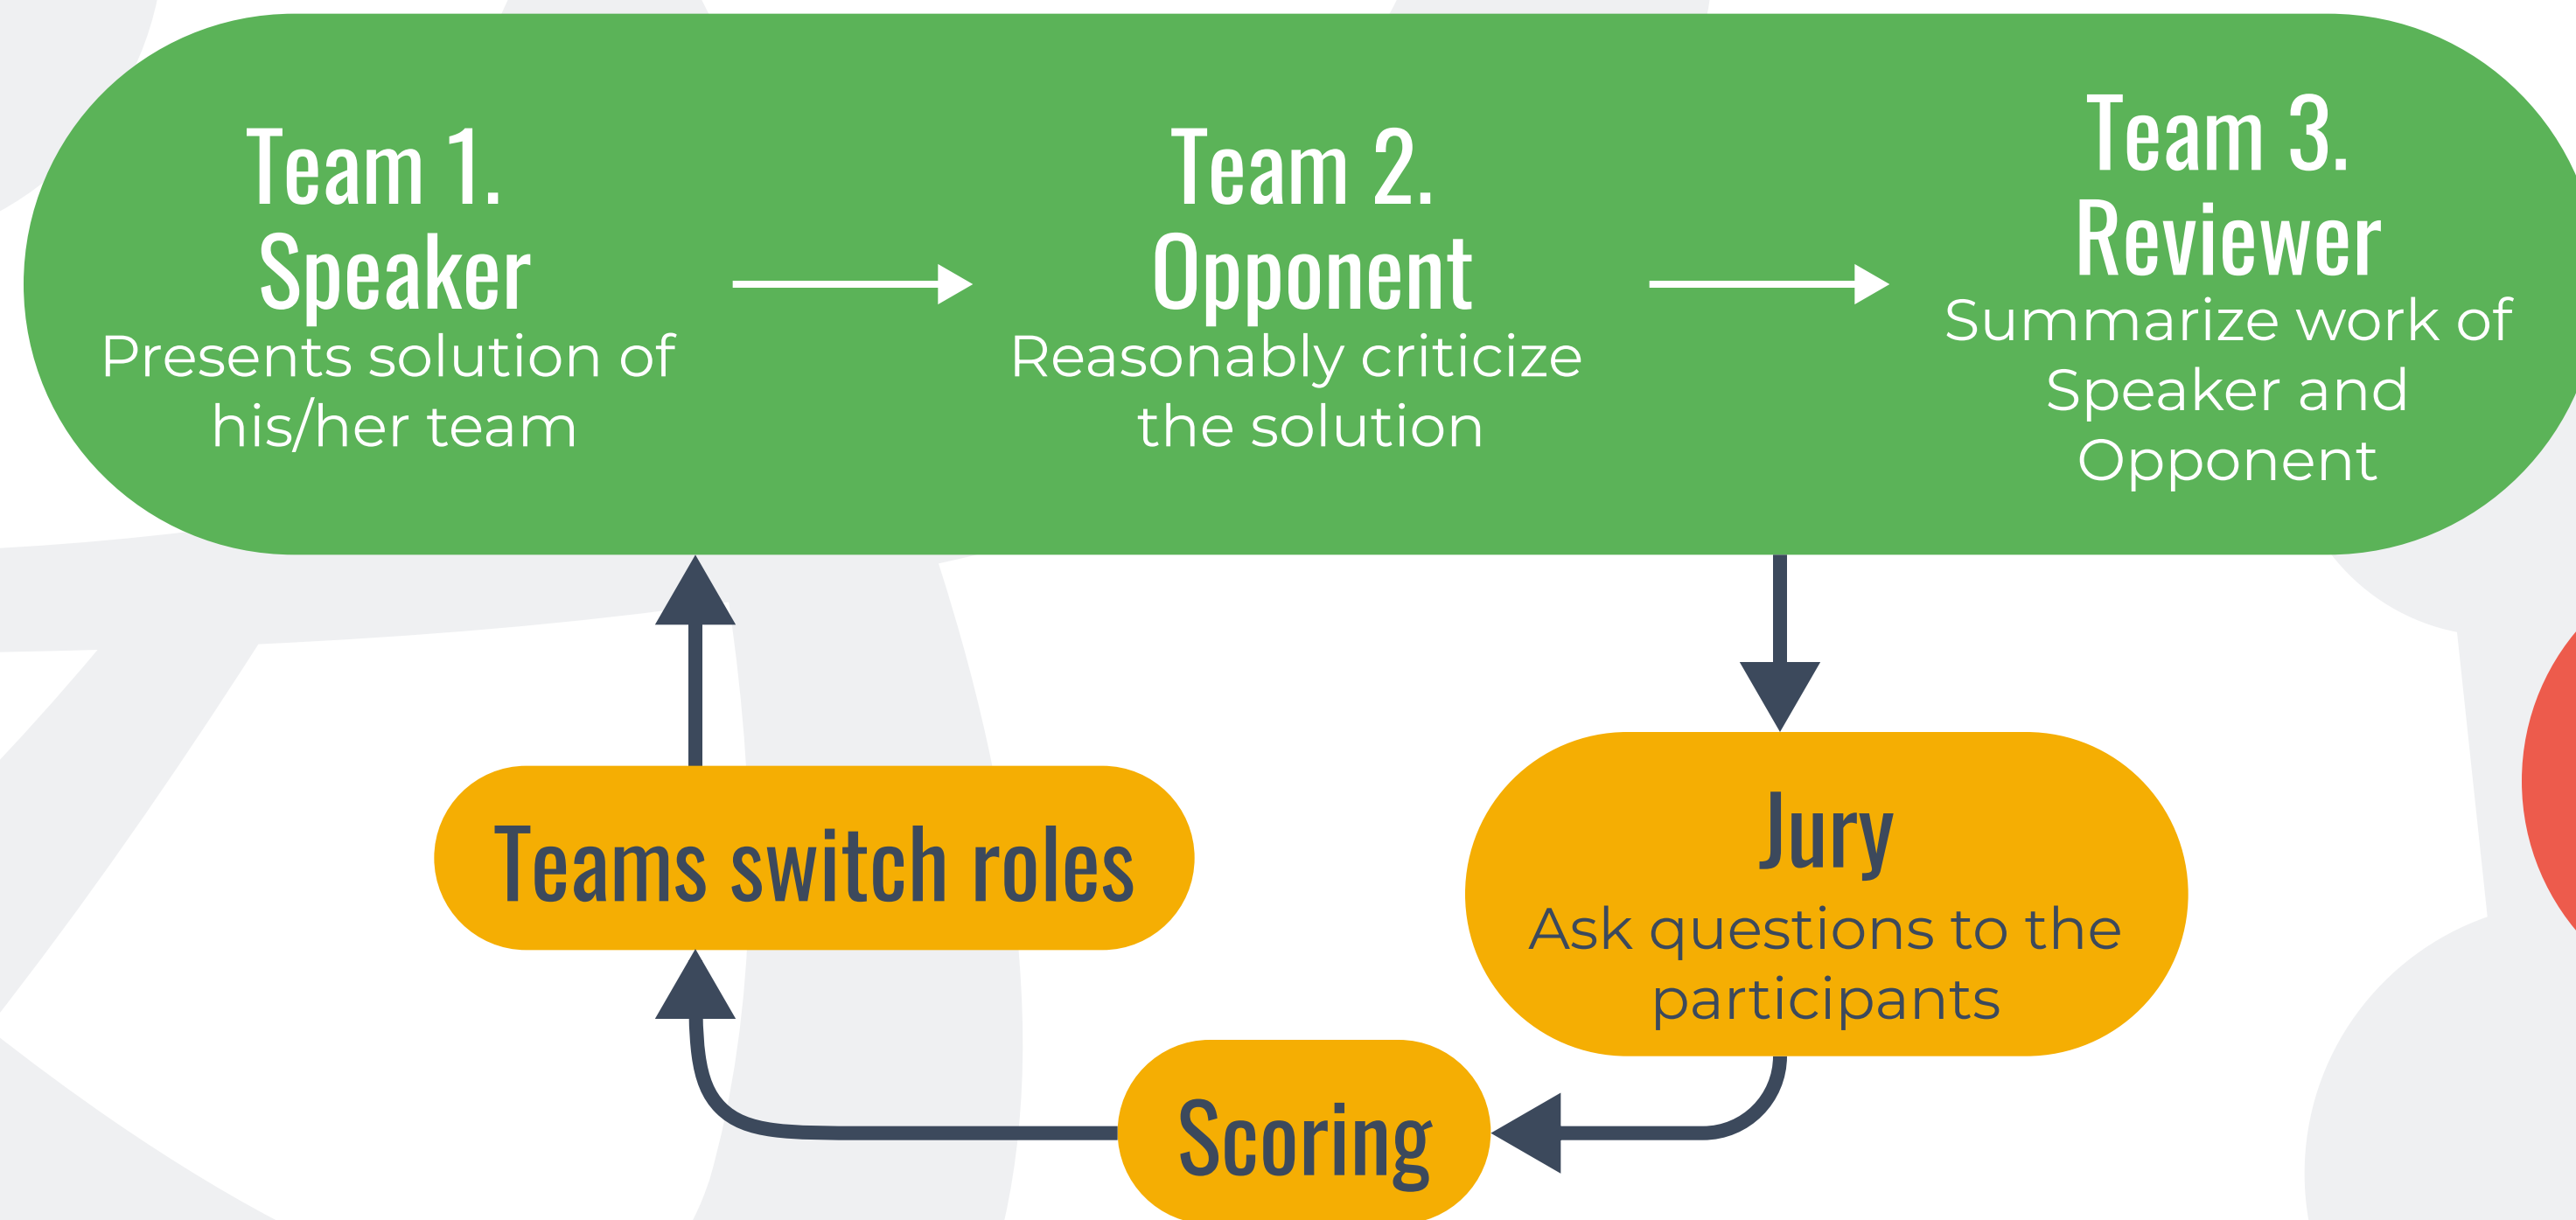 Team 1.
Speaker
Presents solution of
his/her team
Team 2.
Opponent
Reasonably criticize
the solution
Team 3.
Reviewer
Summarize work of
Speaker and
Opponent
Teams switch roles
Jury
Ask questions to the
participants
Scoring